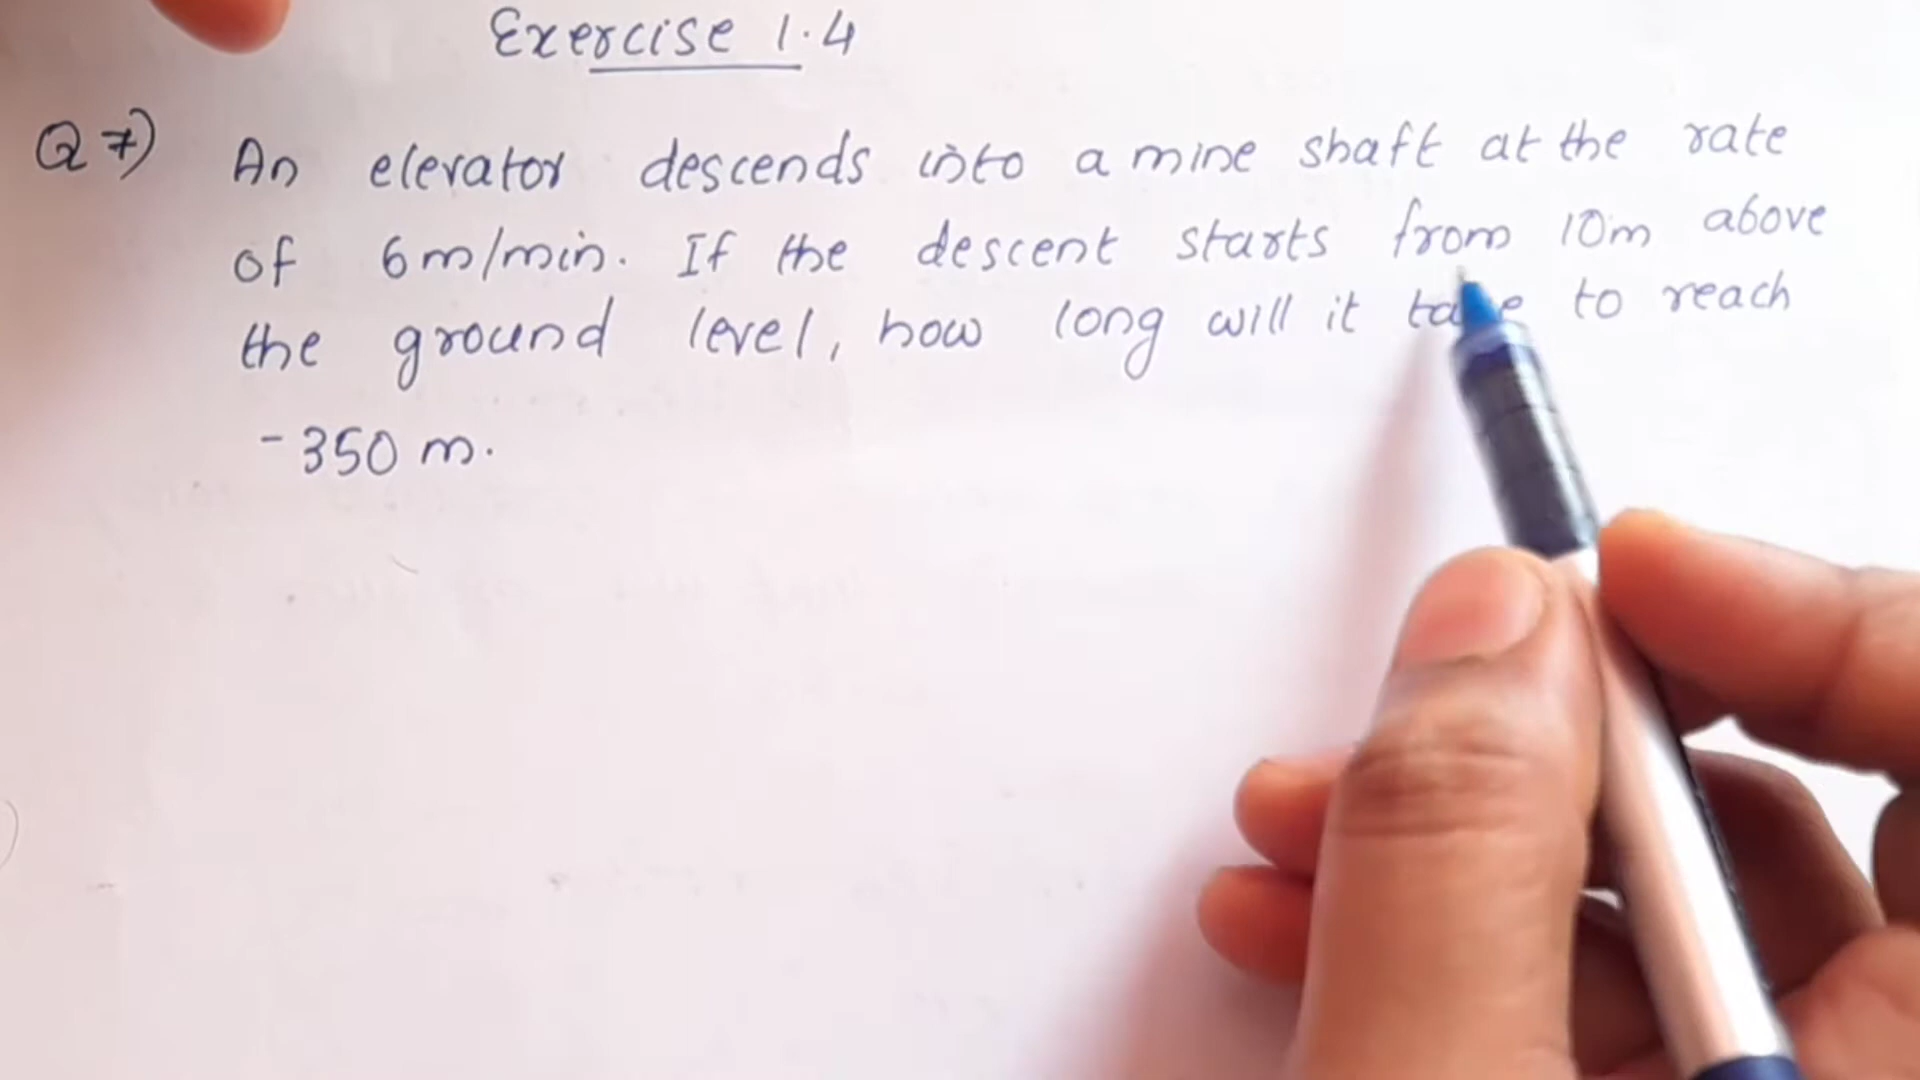 Exercise 1.4
Q7) An elevator descends into a mine shaft at the rate
of 6m/min. If the descent starts from 10m above
the ground level, how long will it take to reach
-350 m.